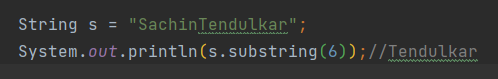 String s = "SachinTendulkar";
System.out.println(s.substring(6));//Tendulkar